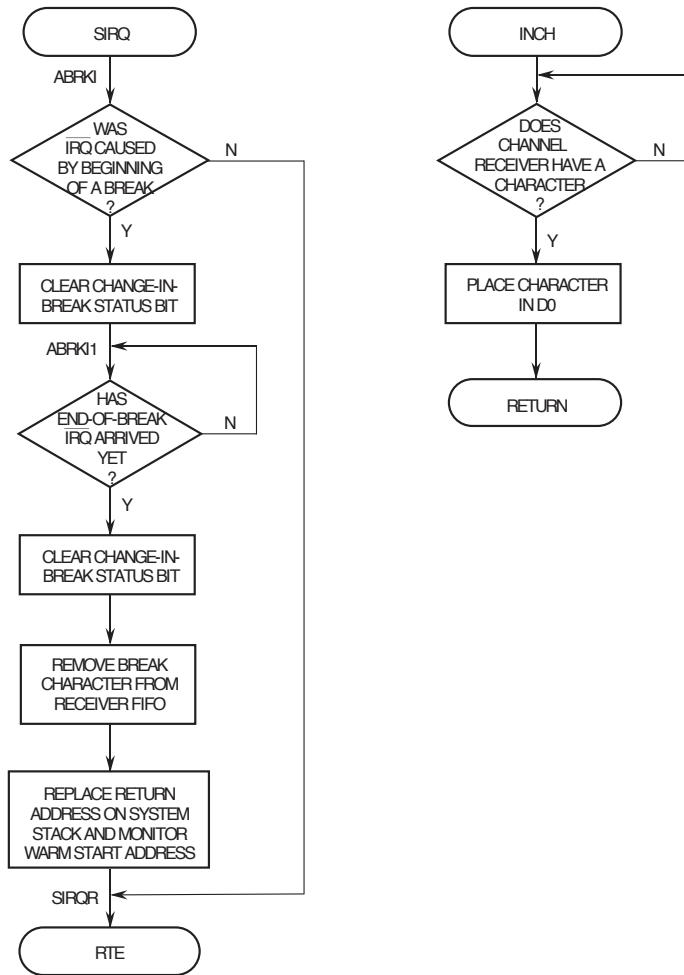 SIRQ
ABRKI
WAS
IRQ CAUSED
BY BEGINNING
OF A BREAK
?
N
Y
CLEAR CHANGE-IN-
BREAK STATUS BIT
ABRKI1
HAS
END-OF-BREAK
IRQ ARRIVED
YET
?
N
Y
CLEAR CHANGE-IN-
BREAK STATUS BIT
REMOVE BREAK
CHARACTER FROM
RECEIVER FIFO
REPLACE RETURN
ADDRESS ON SYSTEM
STACK AND MONITOR
WARM START ADDRESS
SIRQR
RTE
INCH
DOES
CHANNEL
RECEIVER HAVE A
CHARACTER
?
N
Y
PLACE CHARACTER
IN D0
RETURN